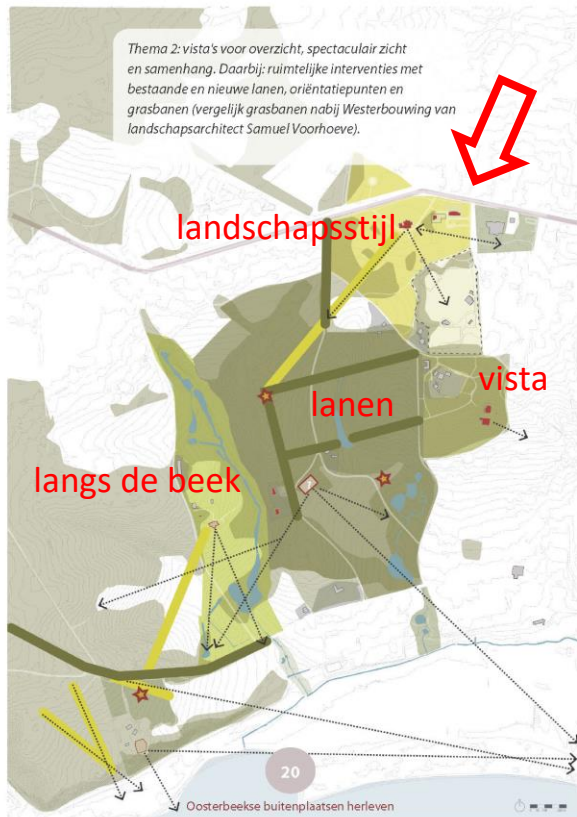 Thema 2: vista's voor overzicht, spectaculair zicht
en samenhang. Daarbij: ruimtelijke interventies met
bestaande en nieuwe lanen, oriëntatiepunten en
grasbanen (vergelijk grasbanen nabij Westerbouwing van
landschapsarchitect Samuel Voorhoeve).
landschapsstijl
vista
lanen
langs de beek
20
Oosterbeekse buitenplaatsen herleven